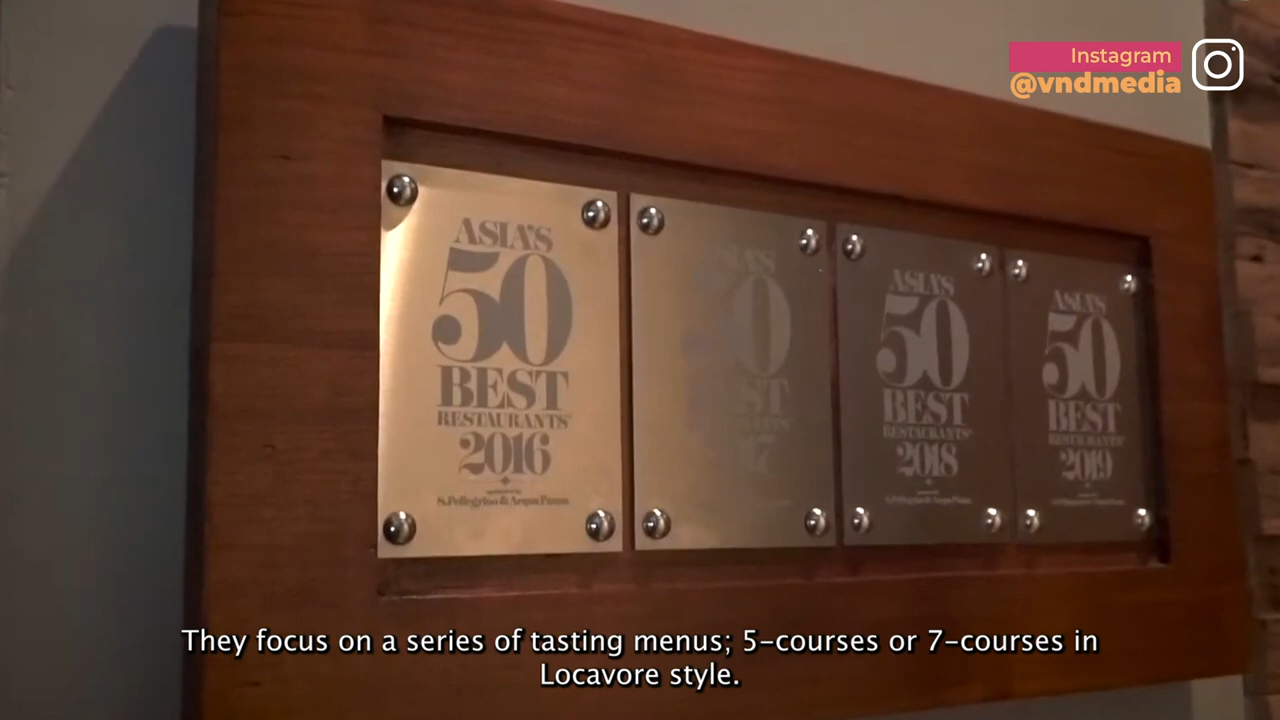 Instagram
@vndmedia
ASIA'S
50
BEST
RESTAURANTS
2016
S.Pellegrino & Acqua Panna
ASIA'S
50
BEST
RESTAURANTS
2018
ASIA'S
50
BEST
RESTAURANTS
2019
They focus on a series of tasting menus; 5-courses or 7-courses in
Locavore style.